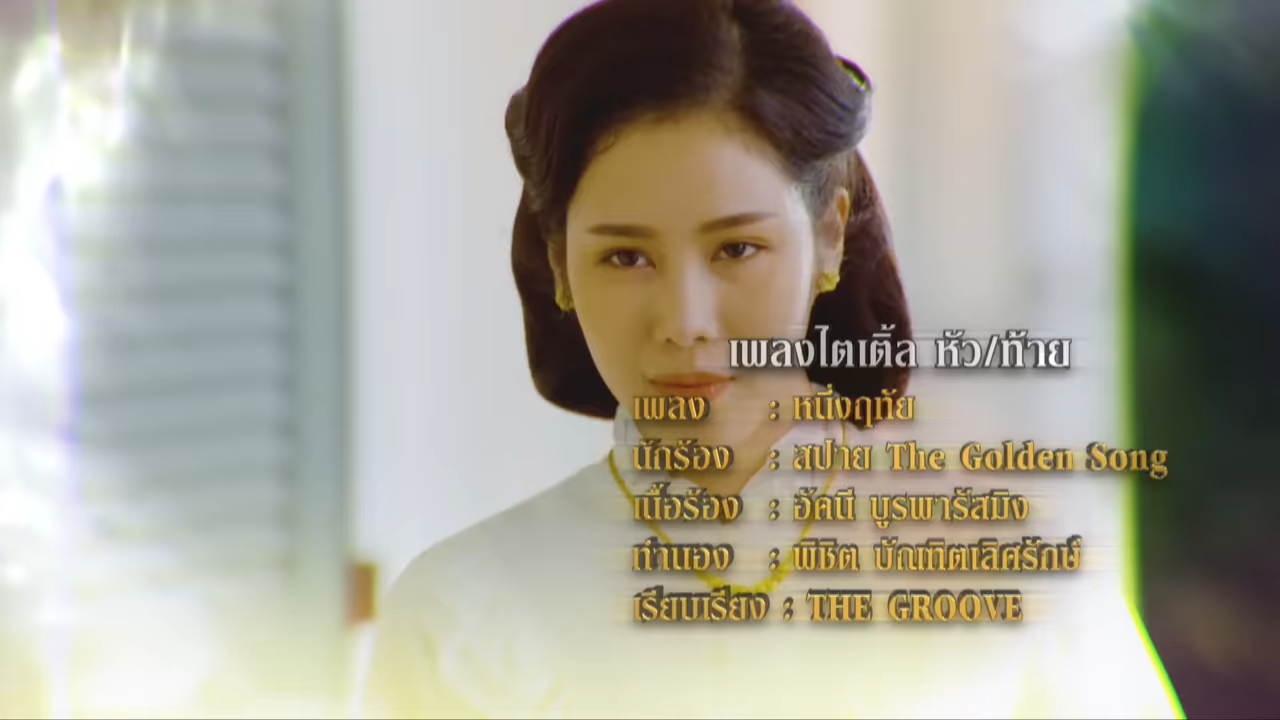 เพลงไตเติ้ล หัว/ท้าย
เพลง : หนึ่งฤทัย
นักร้อง : สปาย The Golden Song
เนื้อร้อง : อัคนี บูรพารัสมิง
ทำนอง : พิชิต บัณฑิตเลิศรักษ์
เรียบเรียง : THE GROOVE